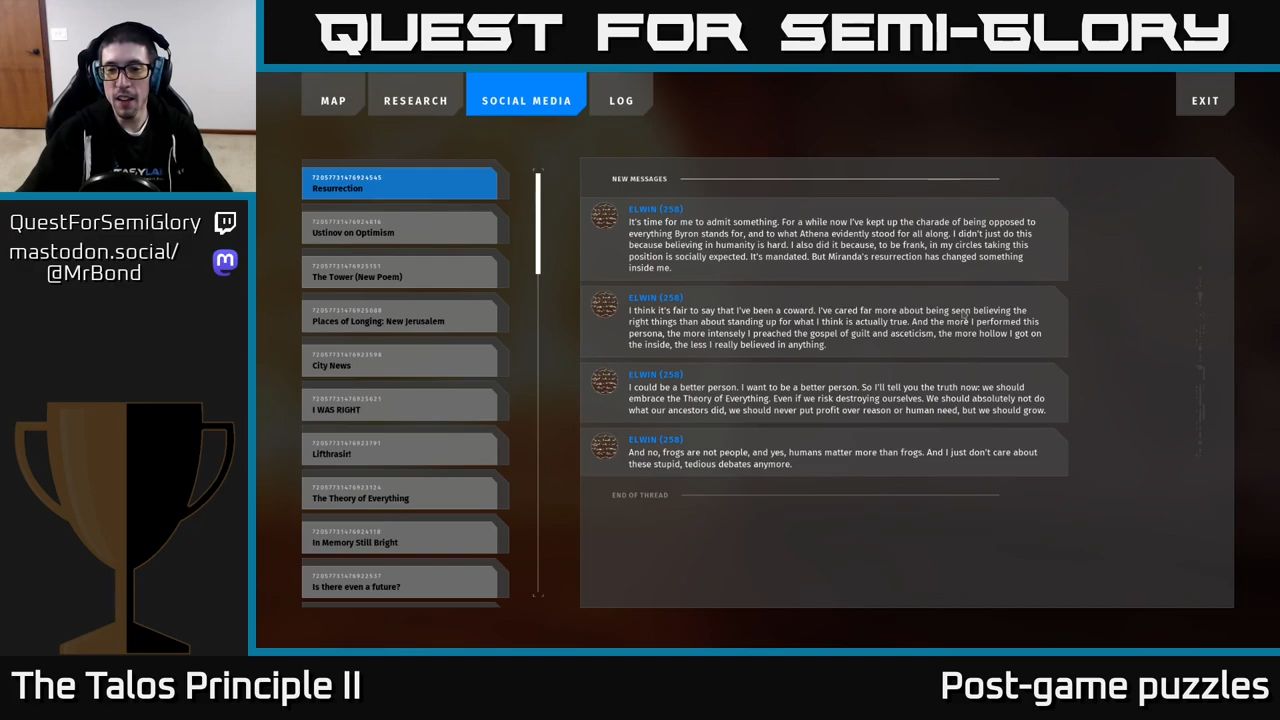 QUEST FOR SEMI-GLORY
MAP
RESEARCH
SOCIAL MEDIA
LOG
EXIT
QuestForSemiGlory
mastodon.social/
@MrBond
72057731476924545
Resurrection
72057731476924816
Ustinov on Optimism
72057731476925151
The Tower (New Poem)
72057731476925088
Places of Longing: New Jerusalem
72057731476923598
City News
72057731476925621
I WAS RIGHT
72057731476923791
Lifthrasir!
72057731476923124
The Theory of Everything
72057731476924118
In Memory Still Bright
72057731476922537
Is there even a future?
NEW MESSAGES
ELWIN (258)
It's time for me to admit something. For a while now I've kept up the charade of being opposed to
everything Byron stands for, and to what Athena evidently stood for all along. I didn't just do this
because believing in humanity is hard. I also did it because, to be frank, in my circles taking this
position is socially expected. It's mandated. But Miranda's resurrection has changed something
inside me.
ELWIN (258)
I think it's fair to say that I've been a coward. I've cared far more about being seen believing the
right things than about standing up for what I think is actually true. And the more I performed this
persona, the more intensely I preached the gospel of guilt and asceticism, the more hollow I got on
the inside, the less I really believed in anything.
ELWIN (258)
I could be a better person. I want to be a better person. So I'll tell you the truth now: we should
embrace the Theory of Everything. Even if we risk destroying ourselves. We should absolutely not do
what our ancestors did, we should never put profit over reason or human need, but we should grow.
ELWIN (258)
And no, frogs are not people, and yes, humans matter more than frogs. And I just don't care about
these stupid, tedious debates anymore.
END OF THREAD
The Talos Principle II
Post-game puzzles